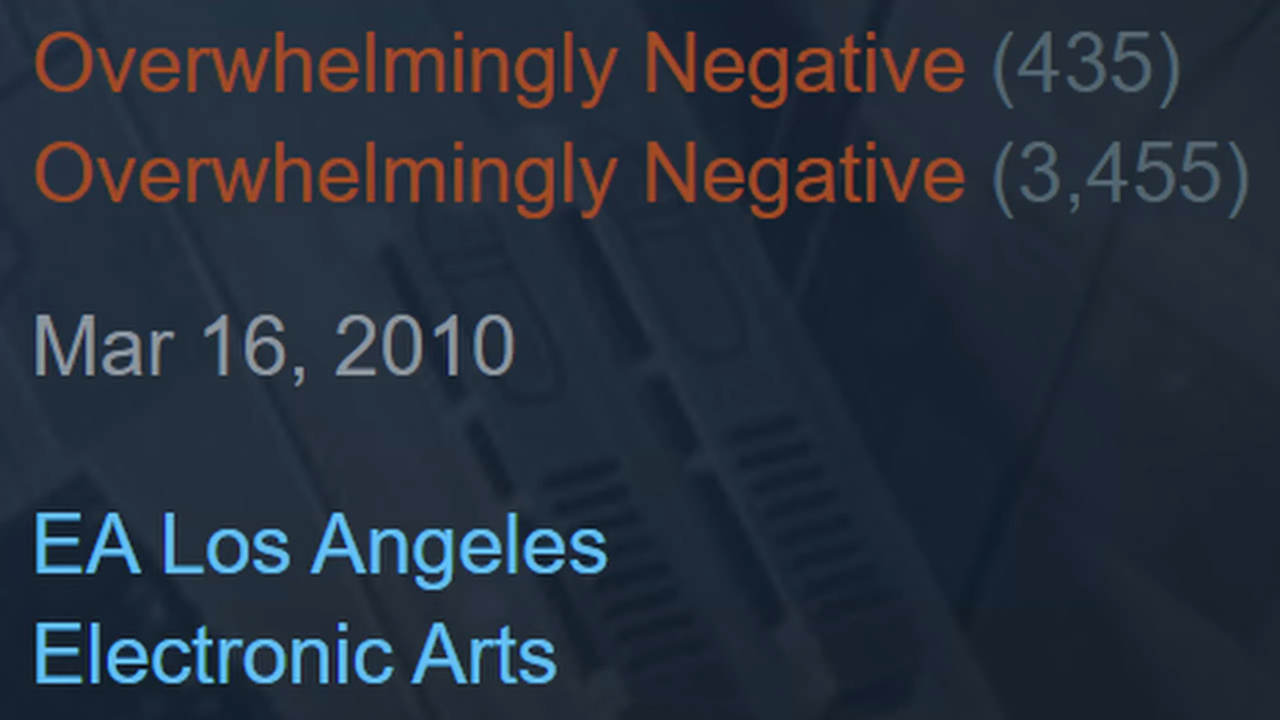 Overwhelmingly Negative (435)
Overwhelmingly Negative (3,455)
Mar 16, 2010
EA Los Angeles
Electronic Arts